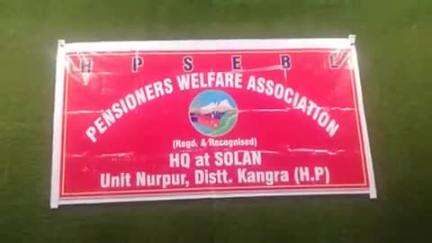 H P S E B L
PENSIONERS WELFARE ASSOCIATION
(Regd. & Recognised)
HQ at SOLAN
Unit Nurpur, Distt. Kangra (H.P)